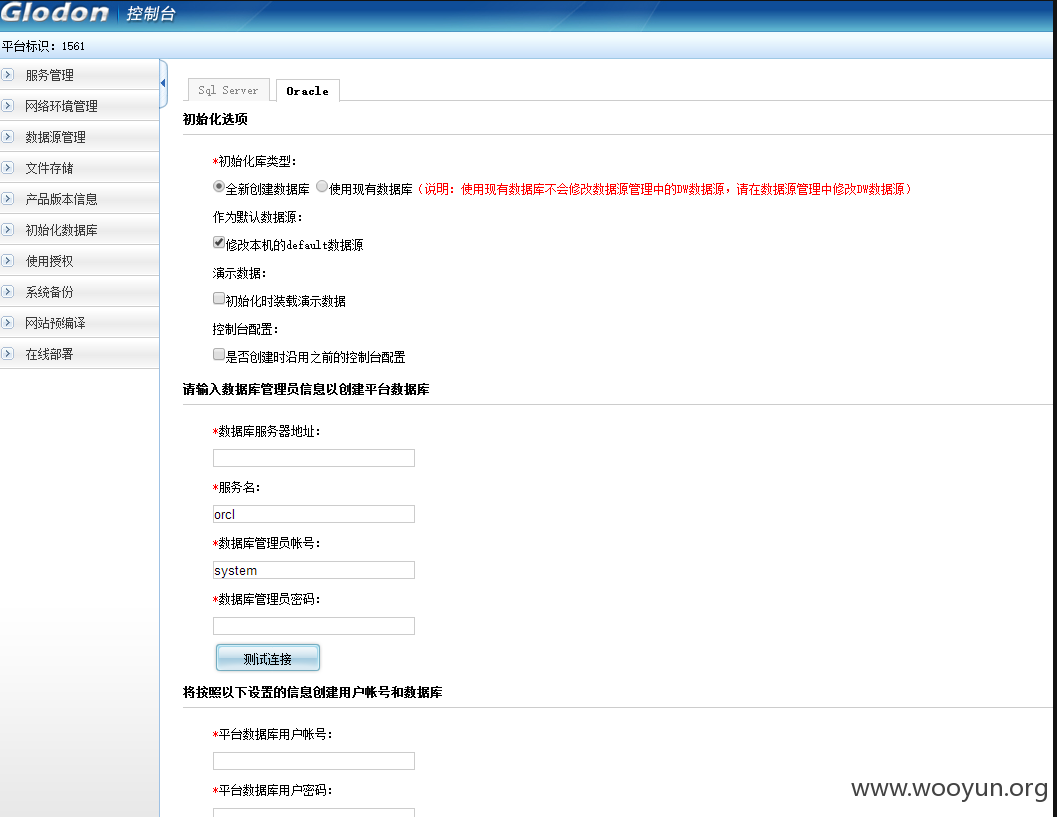 Glodon 控制台
平台标识：1561
服务管理
网络环境管理
数据源管理
文件存储
产品版本信息
初始化数据库
使用授权
系统备份
网站预编译
在线部署
Sql Server Oracle
初始化选项
*初始化库类型：
全新创建数据库 使用现有数据库（说明：使用现有数据库不会修改数据源管理中的DW数据源，请在数据源管理中修改DW数据源）
作为默认数据源：
修改本机的default数据源
演示数据：
初始化时装载演示数据
控制台配置：
是否创建时沿用之前的控制台配置
请输入数据库管理员信息以创建平台数据库
*数据库服务器地址：
*服务名：
orcl
*数据库管理员帐号：
system
*数据库管理员密码：
测试连接
将按照以下设置的信息创建用户帐号和数据库
*平台数据库用户帐号：
*平台数据库用户密码：
www.wooyun.org